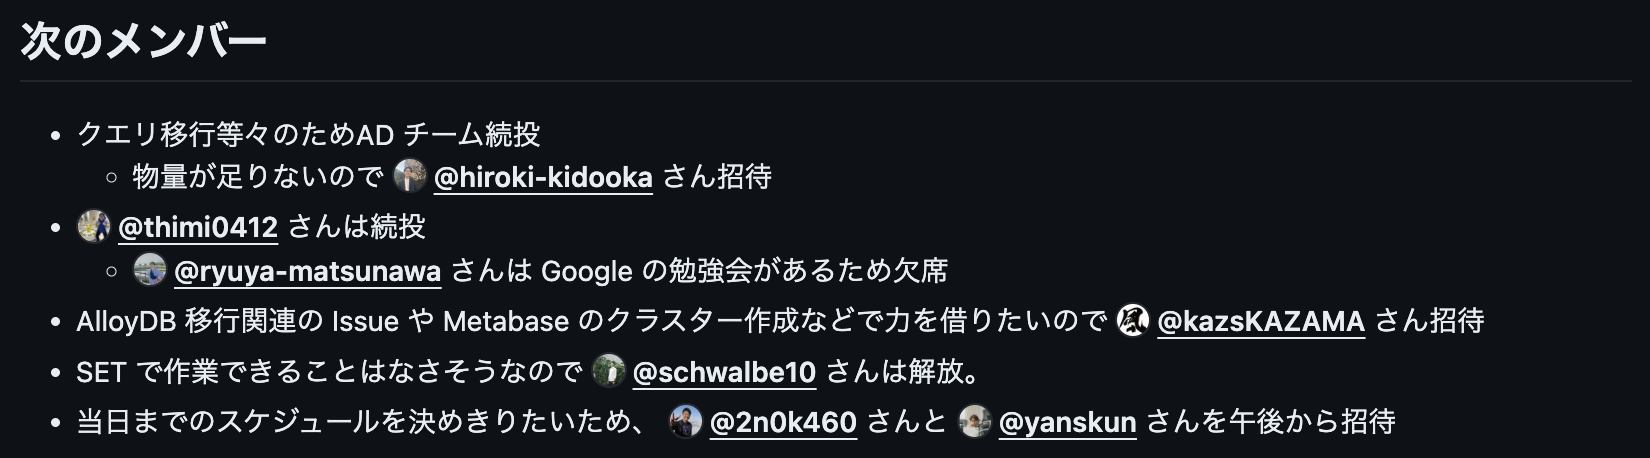 次のメンバー
クエリ移行等々のためAD チーム続投
物量が足りないので @hiroki-kidooka さん招待
@thimi0412 さんは続投
@ryuya-matsunawa さんは Google の勉強会があるため欠席
AlloyDB 移行関連の Issue や Metabase のクラスター作成などで力を借りたいので @kazsKAZAMA さん招待
SET で作業できることはなさそうなので @schwalbe10 さんは解放。
当日までのスケジュールを決めきりたいため、 @2n0k460 さんと @yanskun さんを午後から招待